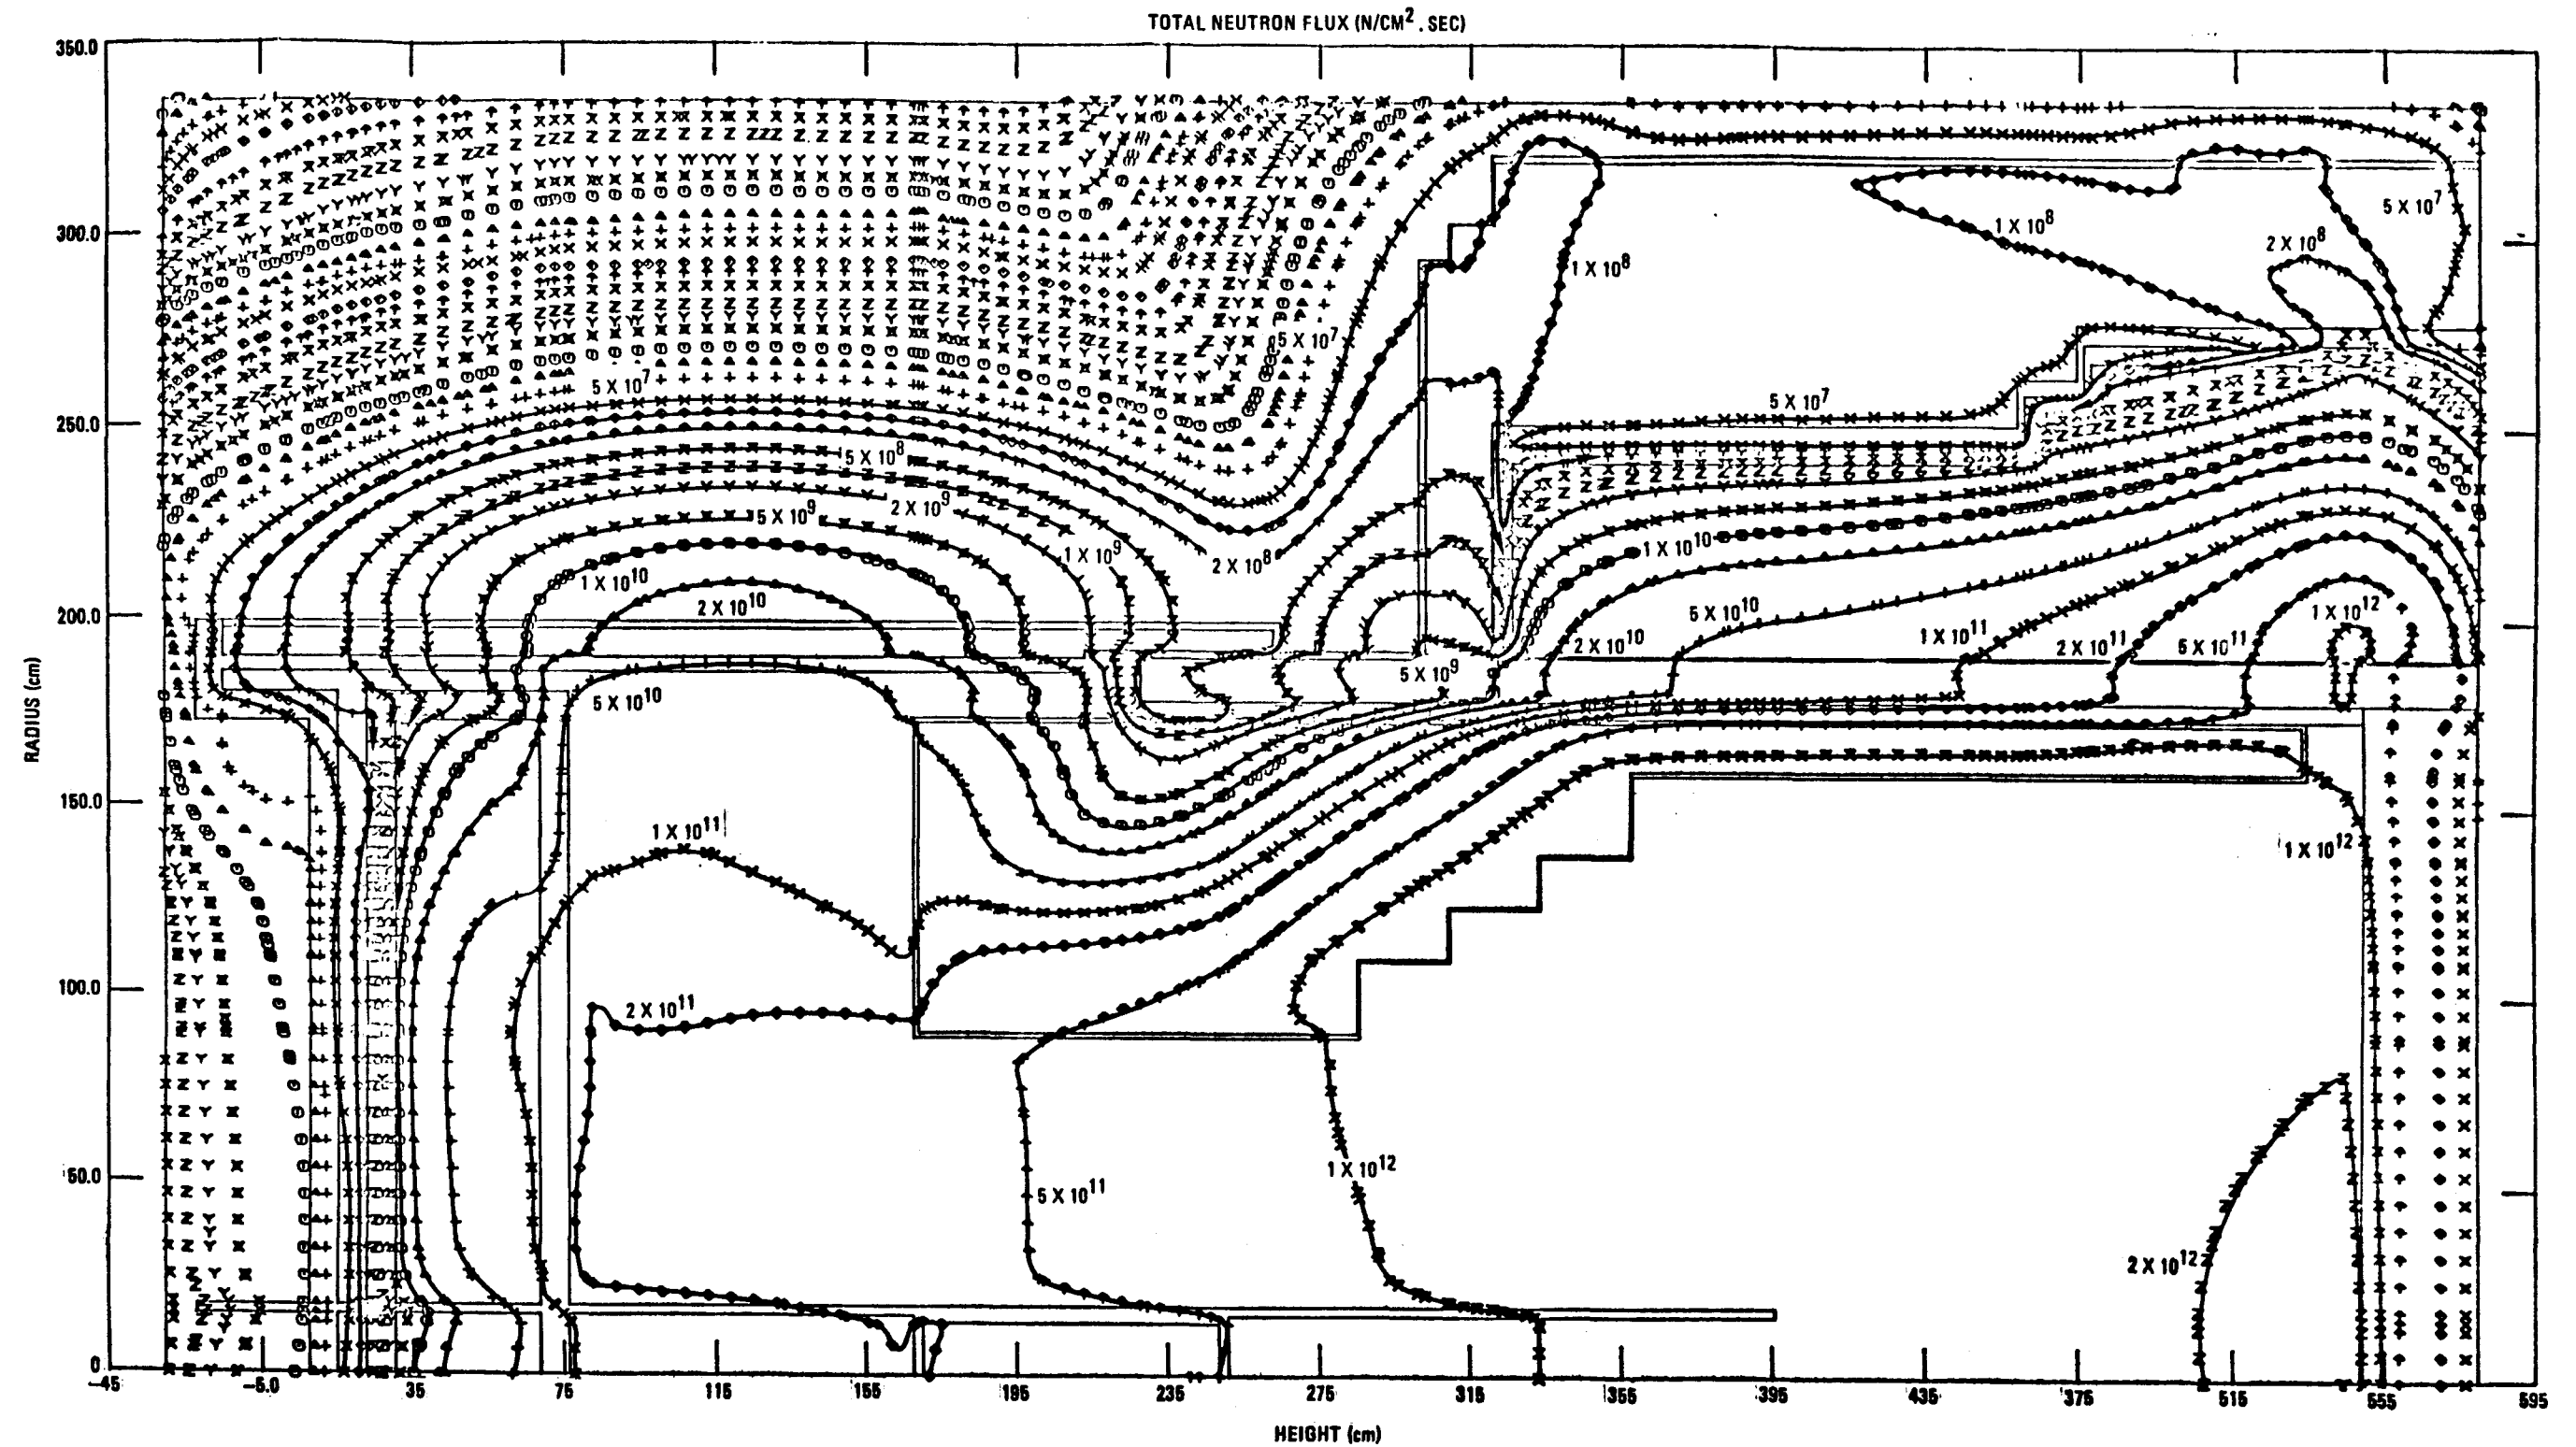 TOTAL NEUTRON FLUX (N/CM². SEC)
350.0
300.0
250.0
200.0
150.0
100.0
50.0
0
RADIUS (cm)
5 X 10⁷
1 X 10⁸
2 X 10⁸
1 X 10⁸
5 X 10⁷
5 X 10⁷
5 X 10⁷
5 X 10⁸
2 X 10⁹
5 X 10⁹
1 X 10⁹
2 X 10⁸
1 X 10¹⁰
1 X 10¹⁰
2 X 10¹⁰
5 X 10¹⁰
1 X 10¹²
2 X 10¹⁰
1 X 10¹¹
2 X 10¹¹
5 X 10¹¹
5 X 10⁹
5 X 10¹⁰
1 X 10¹¹
1 X 10¹²
2 X 10¹¹
1 X 10¹²
5 X 10¹¹
2 X 10¹²
-45 -5.0 35 75 115 155 195 235 275 315 355 395 435 375 515 555 595
HEIGHT (cm)